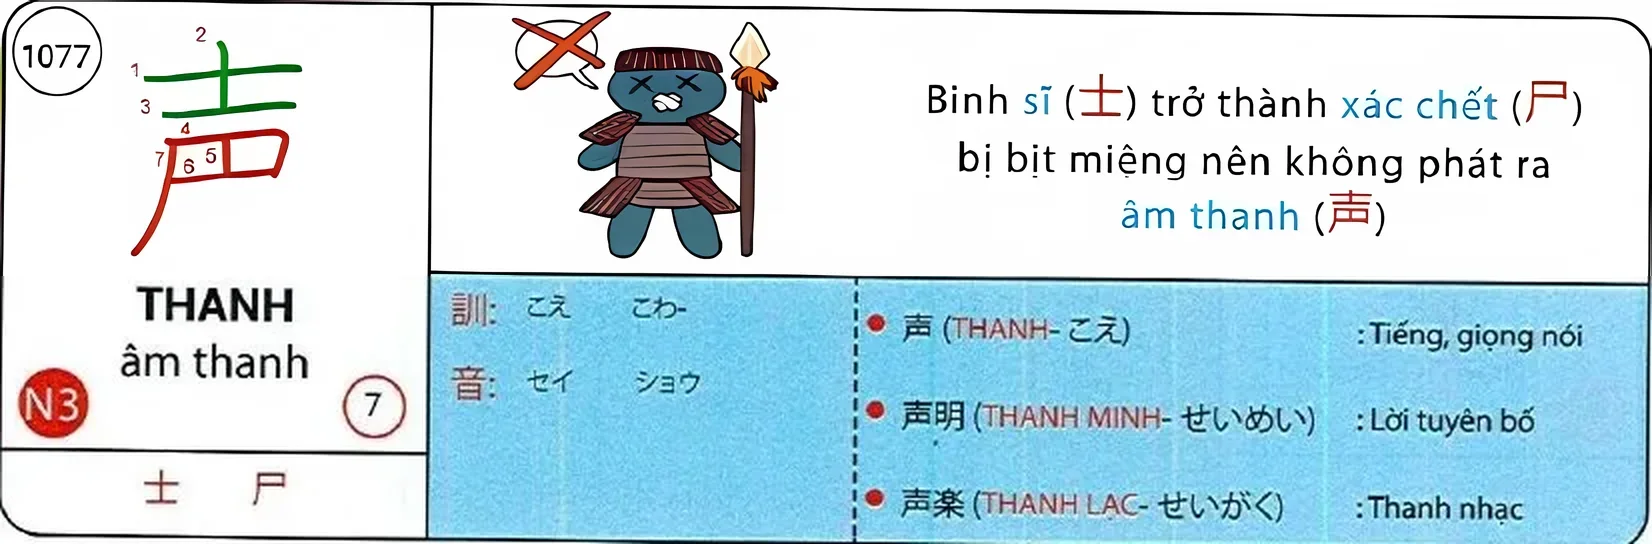 1077
1
2
3
4
5
6
7
THANH
âm thanh
N3
7
士 尸
Binh sĩ (士) trở thành xác chết (尸)
bị bịt miệng nên không phát ra
âm thanh (声)
訓: こえ こわ-
音: セイ ショウ
声 (THANH- こえ) : Tiếng, giọng nói
声明 (THANH MINH- せいめい) : Lời tuyên bố
声楽 (THANH LẠC- せいがく) : Thanh nhạc